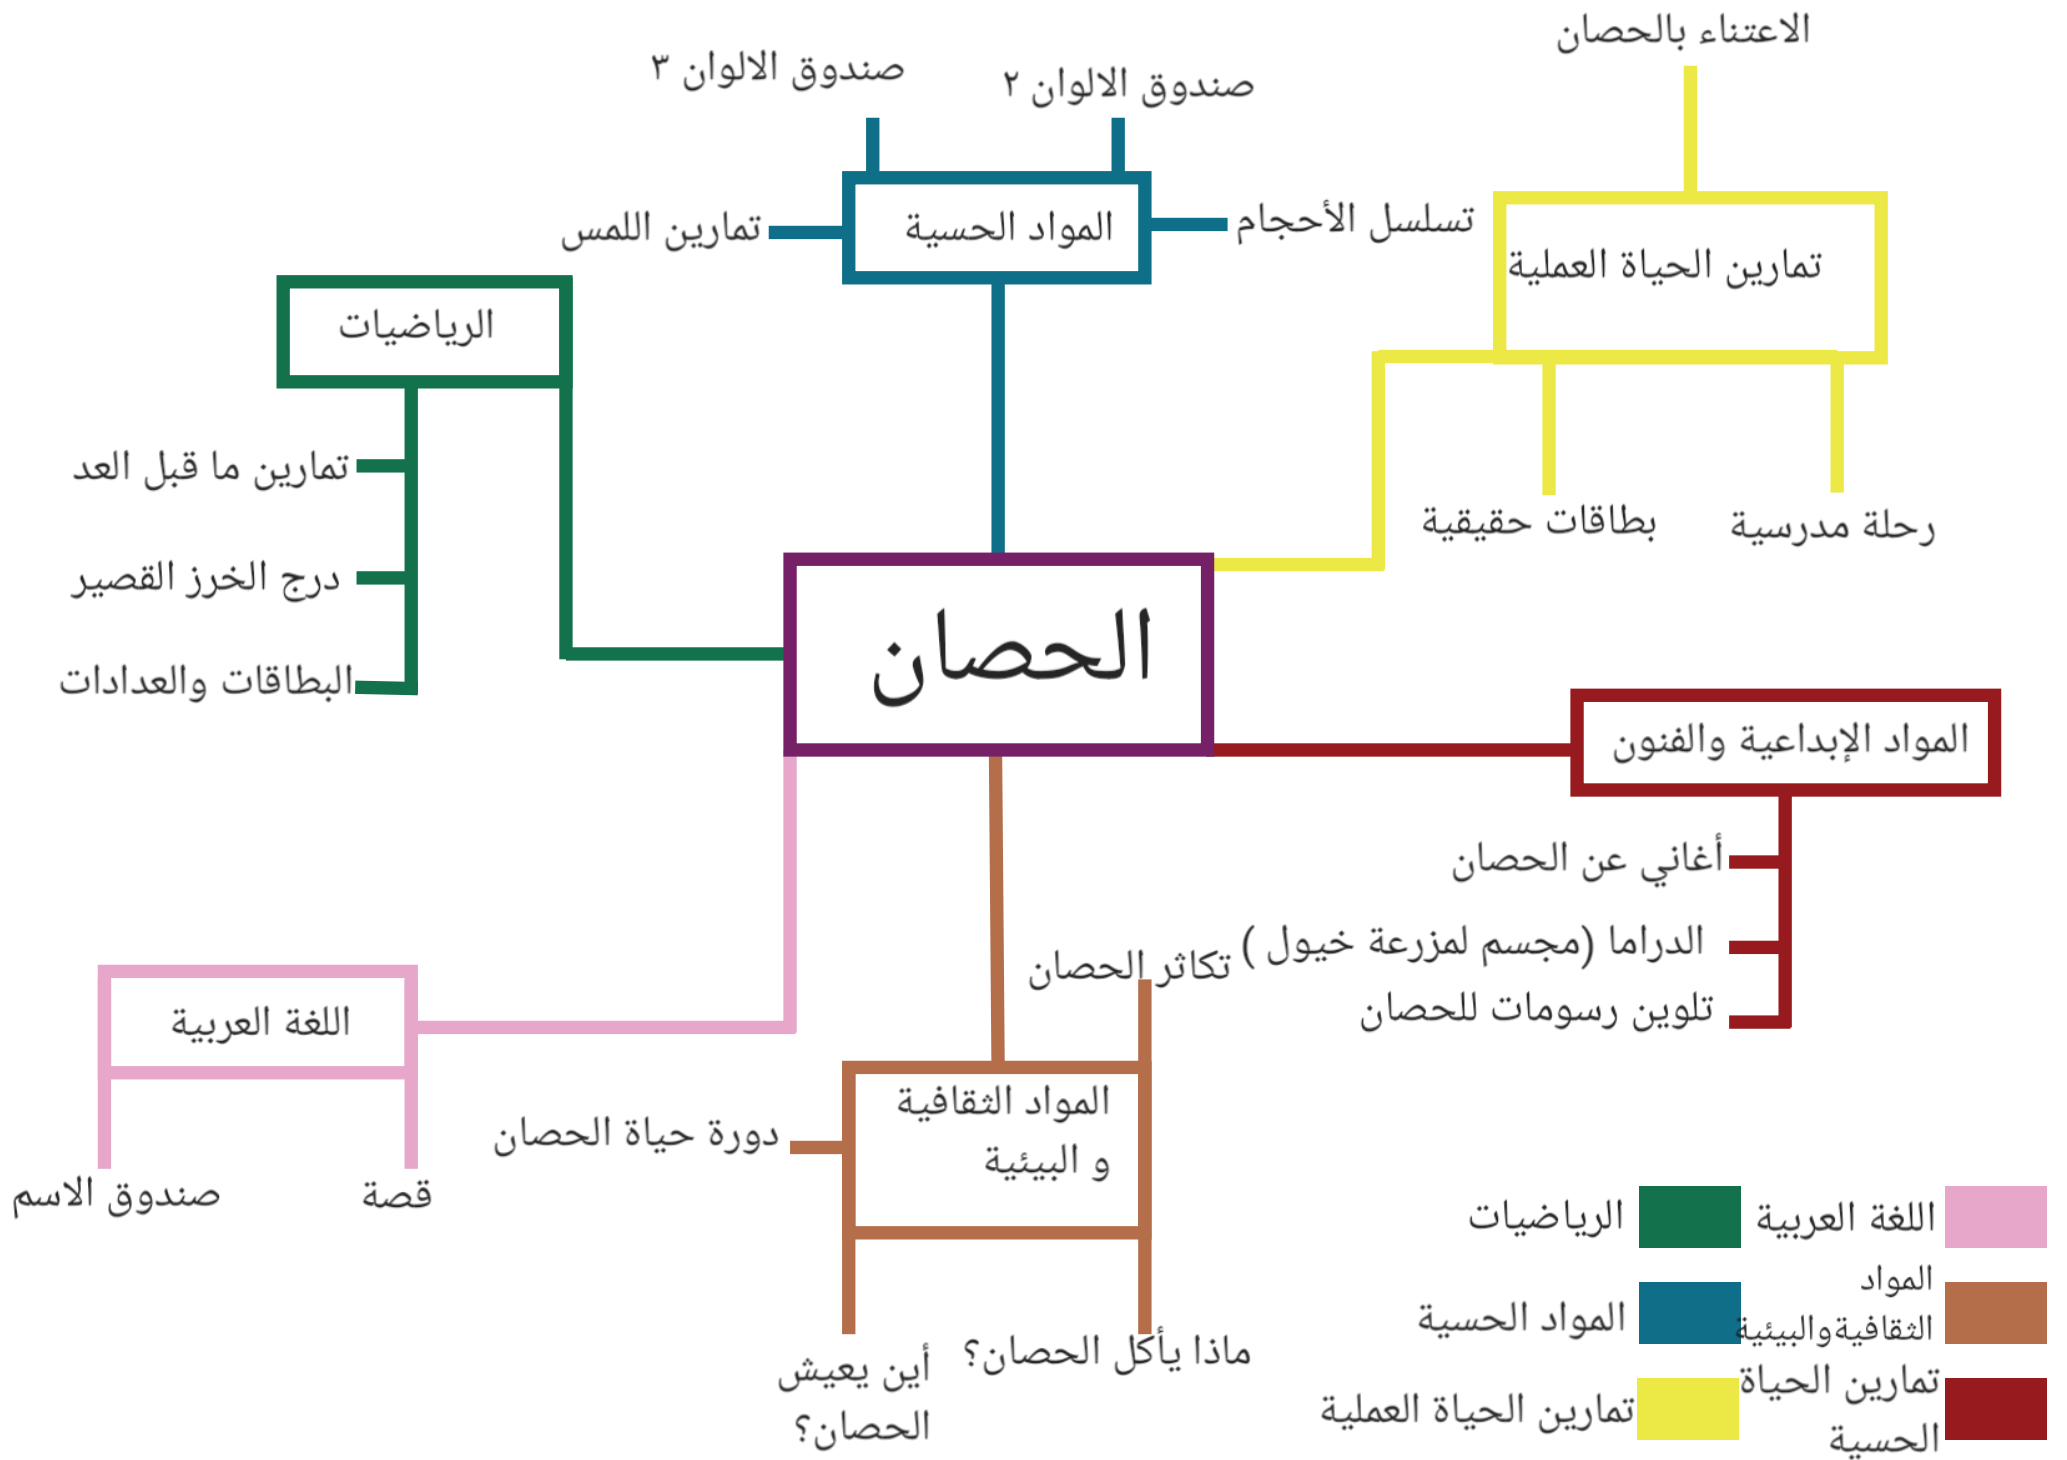 الاعتناء بالحصان
صندوق الالوان ٢
صندوق الالوان ٣
تمارين الحياة العملية
تسلسل الأحجام
المواد الحسية
تمارين اللمس
الرياضيات
رحلة مدرسية
بطاقات حقيقية
تمارين ما قبل العد
درج الخرز القصير
البطاقات والعدادات
الحصان
المواد الإبداعية والفنون
أغاني عن الحصان
الدراما (مجسم لمزرعة خيول )
تلوين رسومات للحصان
تكاثر الحصان
المواد الثقافية
و البيئية
دورة حياة الحصان
ماذا يأكل الحصان؟
أين يعيش
الحصان؟
اللغة العربية
قصة
صندوق الاسم
اللغة العربية
الرياضيات
المواد
الثقافية والبيئية
المواد الحسية
تمارين الحياة
الحسية
تمارين الحياة العملية